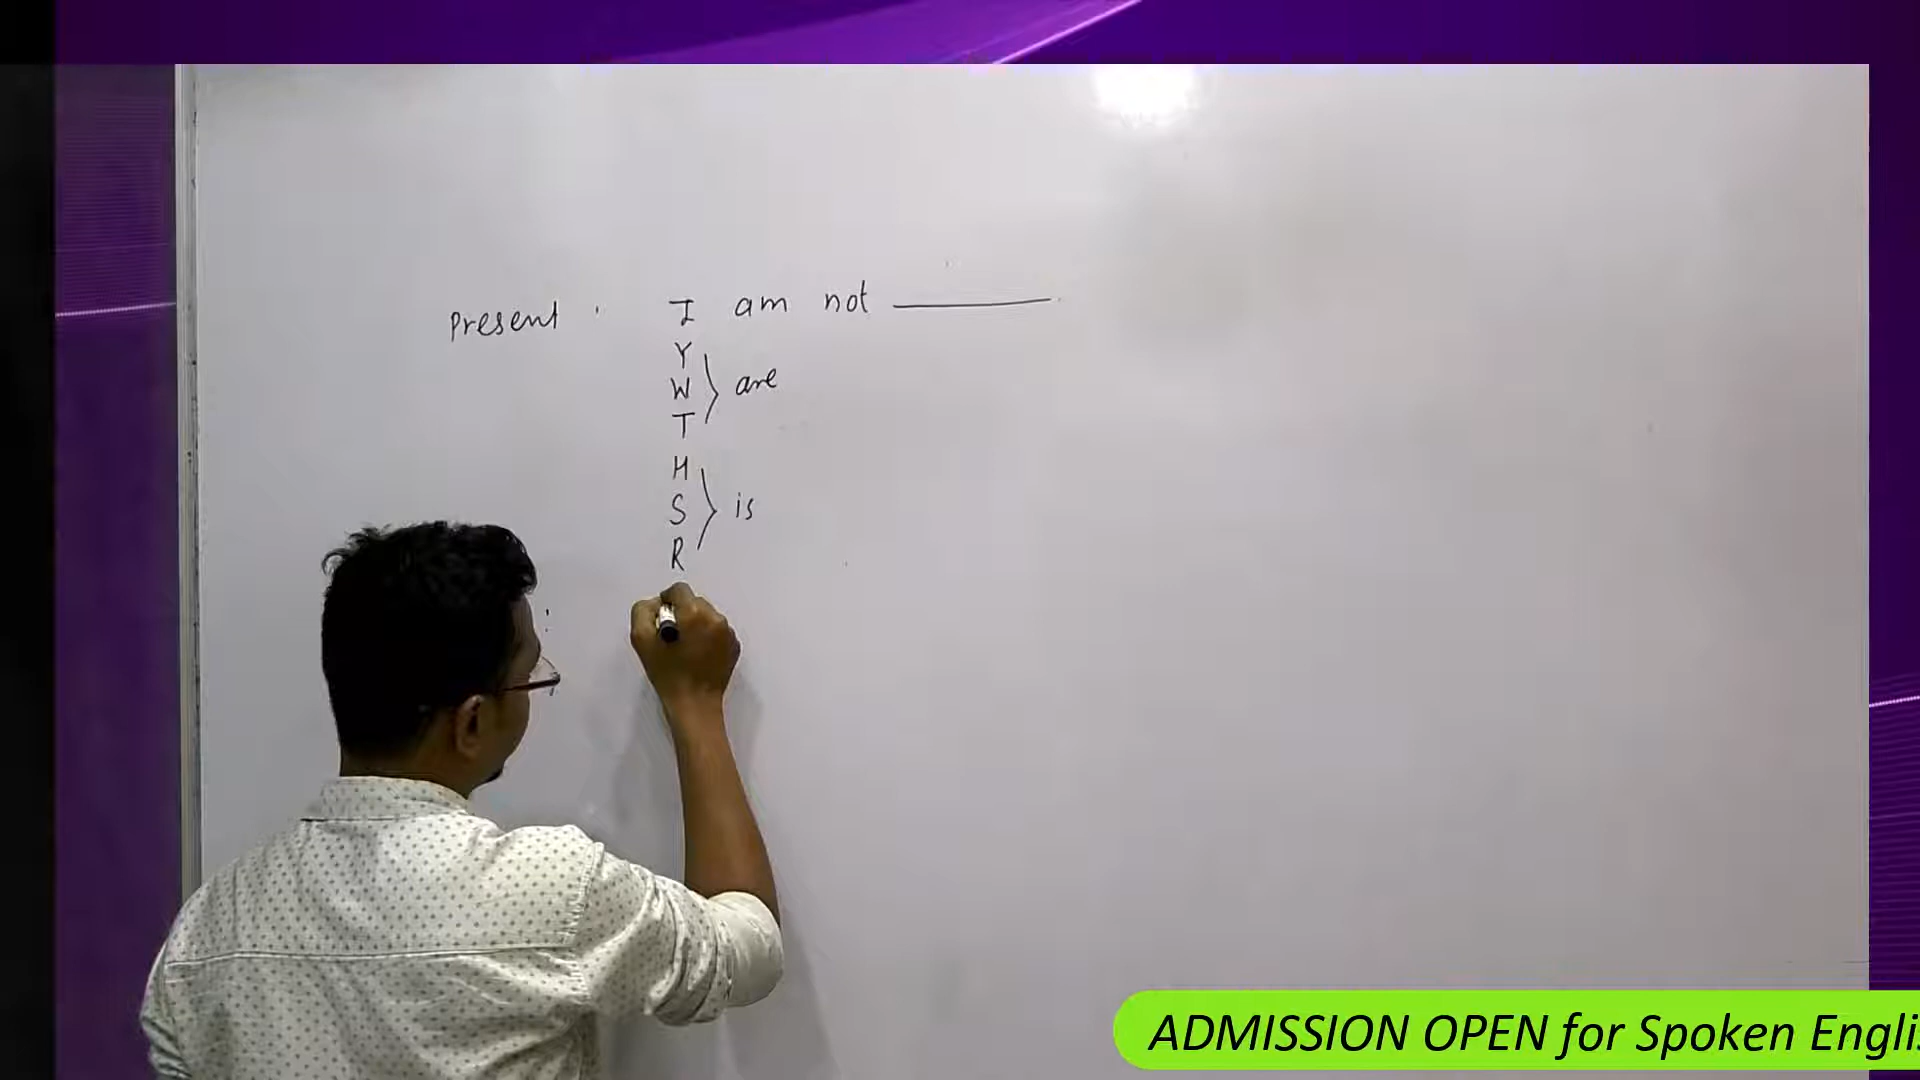 Present : I am not ______.
Y
W } are
T
H
S } is
R
:
ADMISSION OPEN for Spoken Engli